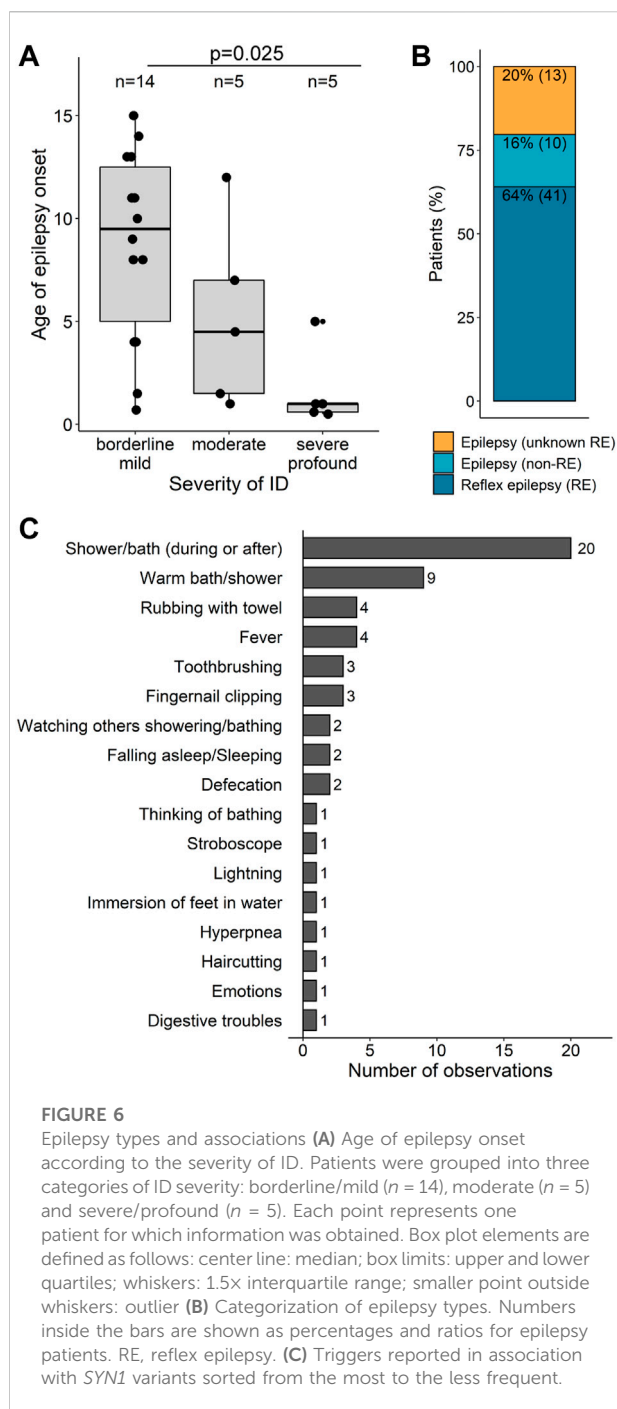 A
p=0.025
n=14 n=5 n=5
15
10
5
0
Age of epilepsy onset
borderline mild
moderate
severe profound
Severity of ID
B
100
75
50
25
0
Patients (%)
20% (13)
16% (10)
64% (41)
Epilepsy (unknown RE)
Epilepsy (non-RE)
Reflex epilepsy (RE)
C
Shower/bath (during or after) 20
Warm bath/shower 9
Rubbing with towel 4
Fever 4
Toothbrushing 3
Fingernail clipping 3
Watching others showering/bathing 2
Falling asleep/Sleeping 2
Defecation 2
Thinking of bathing 1
Stroboscope 1
Lightning 1
Immersion of feet in water 1
Hyperpnea 1
Haircutting 1
Emotions 1
Digestive troubles 1
0 5 10 15 20
Number of observations
FIGURE 6
Epilepsy types and associations (A) Age of epilepsy onset
according to the severity of ID. Patients were grouped into three
categories of ID severity: borderline/mild (n = 14), moderate (n = 5)
and severe/profound (n = 5). Each point represents one
patient for which information was obtained. Box plot elements are
defined as follows: center line: median; box limits: upper and lower
quartiles; whiskers: 1.5× interquartile range; smaller point outside
whiskers: outlier (B) Categorization of epilepsy types. Numbers
inside the bars are shown as percentages and ratios for epilepsy
patients. RE, reflex epilepsy. (C) Triggers reported in association
with SYN1 variants sorted from the most to the less frequent.